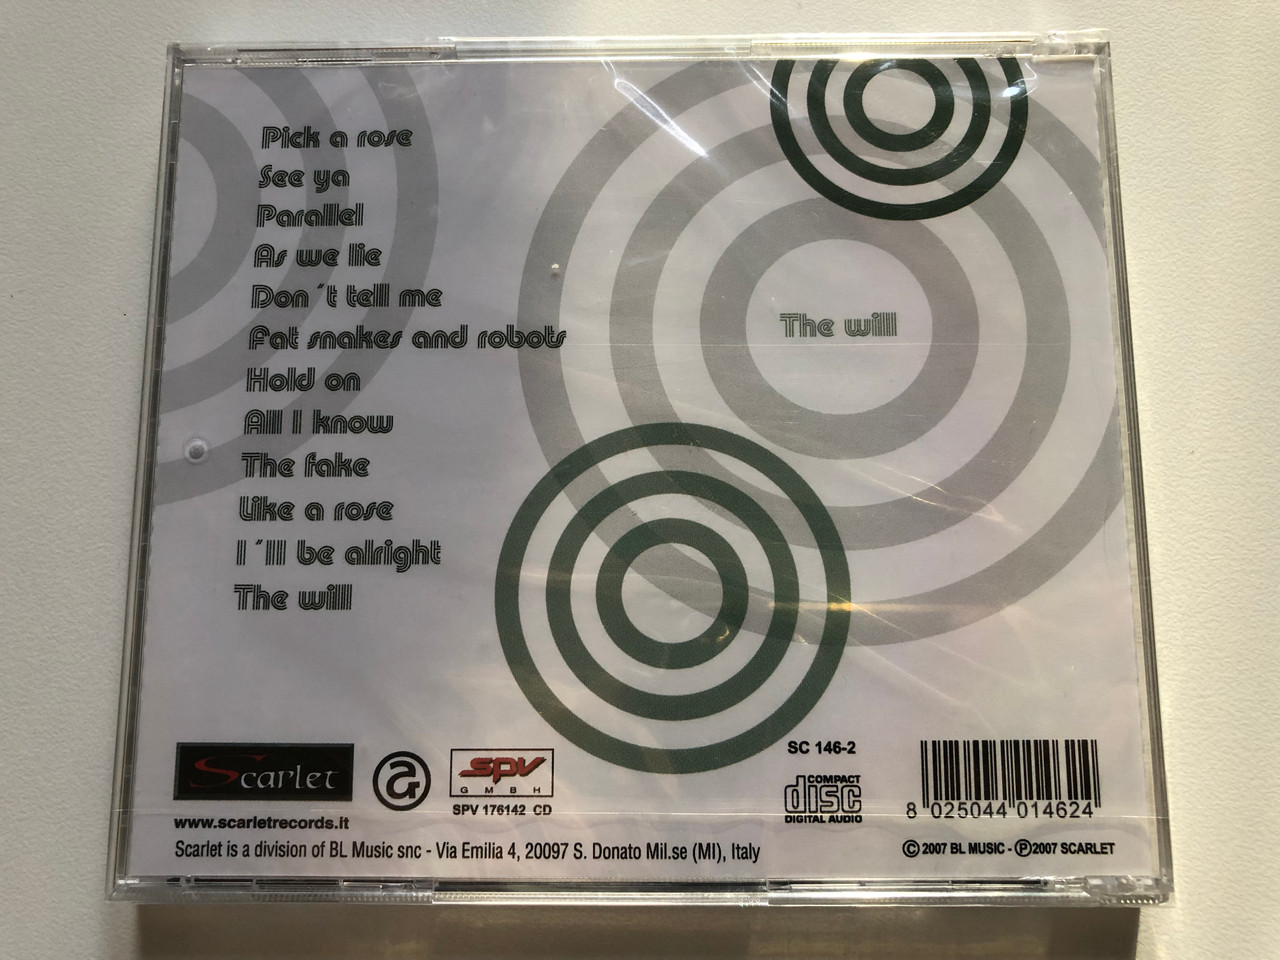 Pick a rose
See ya
Parallel
As we lie
Don ´t tell me
Fat snakes and robots
Hold on
All I know
The fake
Like a rose
I ´ll be alright
The will
The will
Scarlet
spv
GMBH
SPV 176142 CD
www.scarletrecords.it
Scarlet is a division of BL Music snc - Via Emilia 4, 20097 S. Donato Mil.se (MI), Italy
SC 146-2
COMPACT
disc
DIGITAL AUDIO
8 025044 014624
© 2007 BL MUSIC - ℗2007 SCARLET